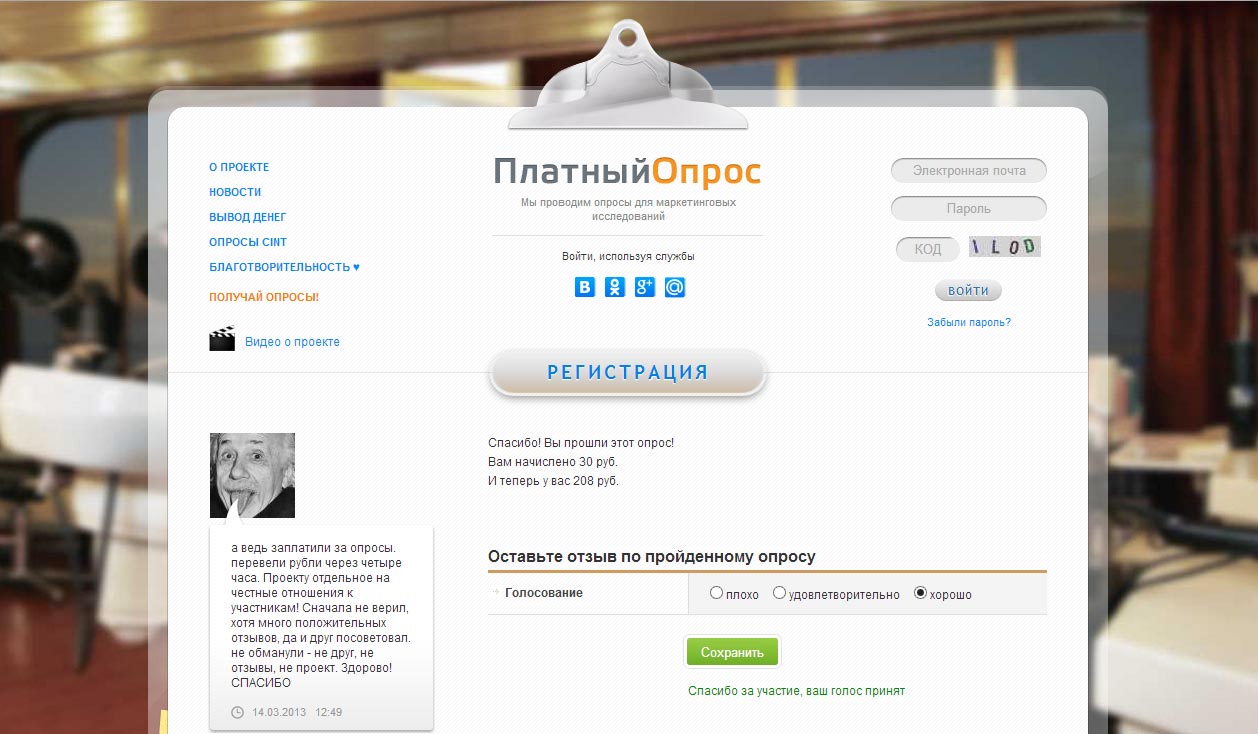 О ПРОЕКТЕ
НОВОСТИ
ВЫВОД ДЕНЕГ
ОПРОСЫ CINT
БЛАГОТВОРИТЕЛЬНОСТЬ ♥
ПОЛУЧАЙ ОПРОСЫ!
Видео о проекте
ПлатныйОпрос
Мы проводим опросы для маркетинговых
исследований
Войти, используя службы
Электронная почта
Пароль
КОД
I L O D
ВОЙТИ
Забыли пароль?
РЕГИСТРАЦИЯ
а ведь заплатили за опросы.
перевели рубли через четыре
часа. Проекту отдельное на
честные отношения к
участникам! Сначала не верил,
хотя много положительных
отзывов, да и друг посоветовал.
не обманули - не друг, не
отзывы, не проект. Здорово!
СПАСИБО
14.03.2013 12:49
Спасибо! Вы прошли этот опрос!
Вам начислено 30 руб.
И теперь у вас 208 руб.
Оставьте отзыв по пройденному опросу
Голосование
плохо удовлетворительно хорошо
Сохранить
Спасибо за участие, ваш голос принят